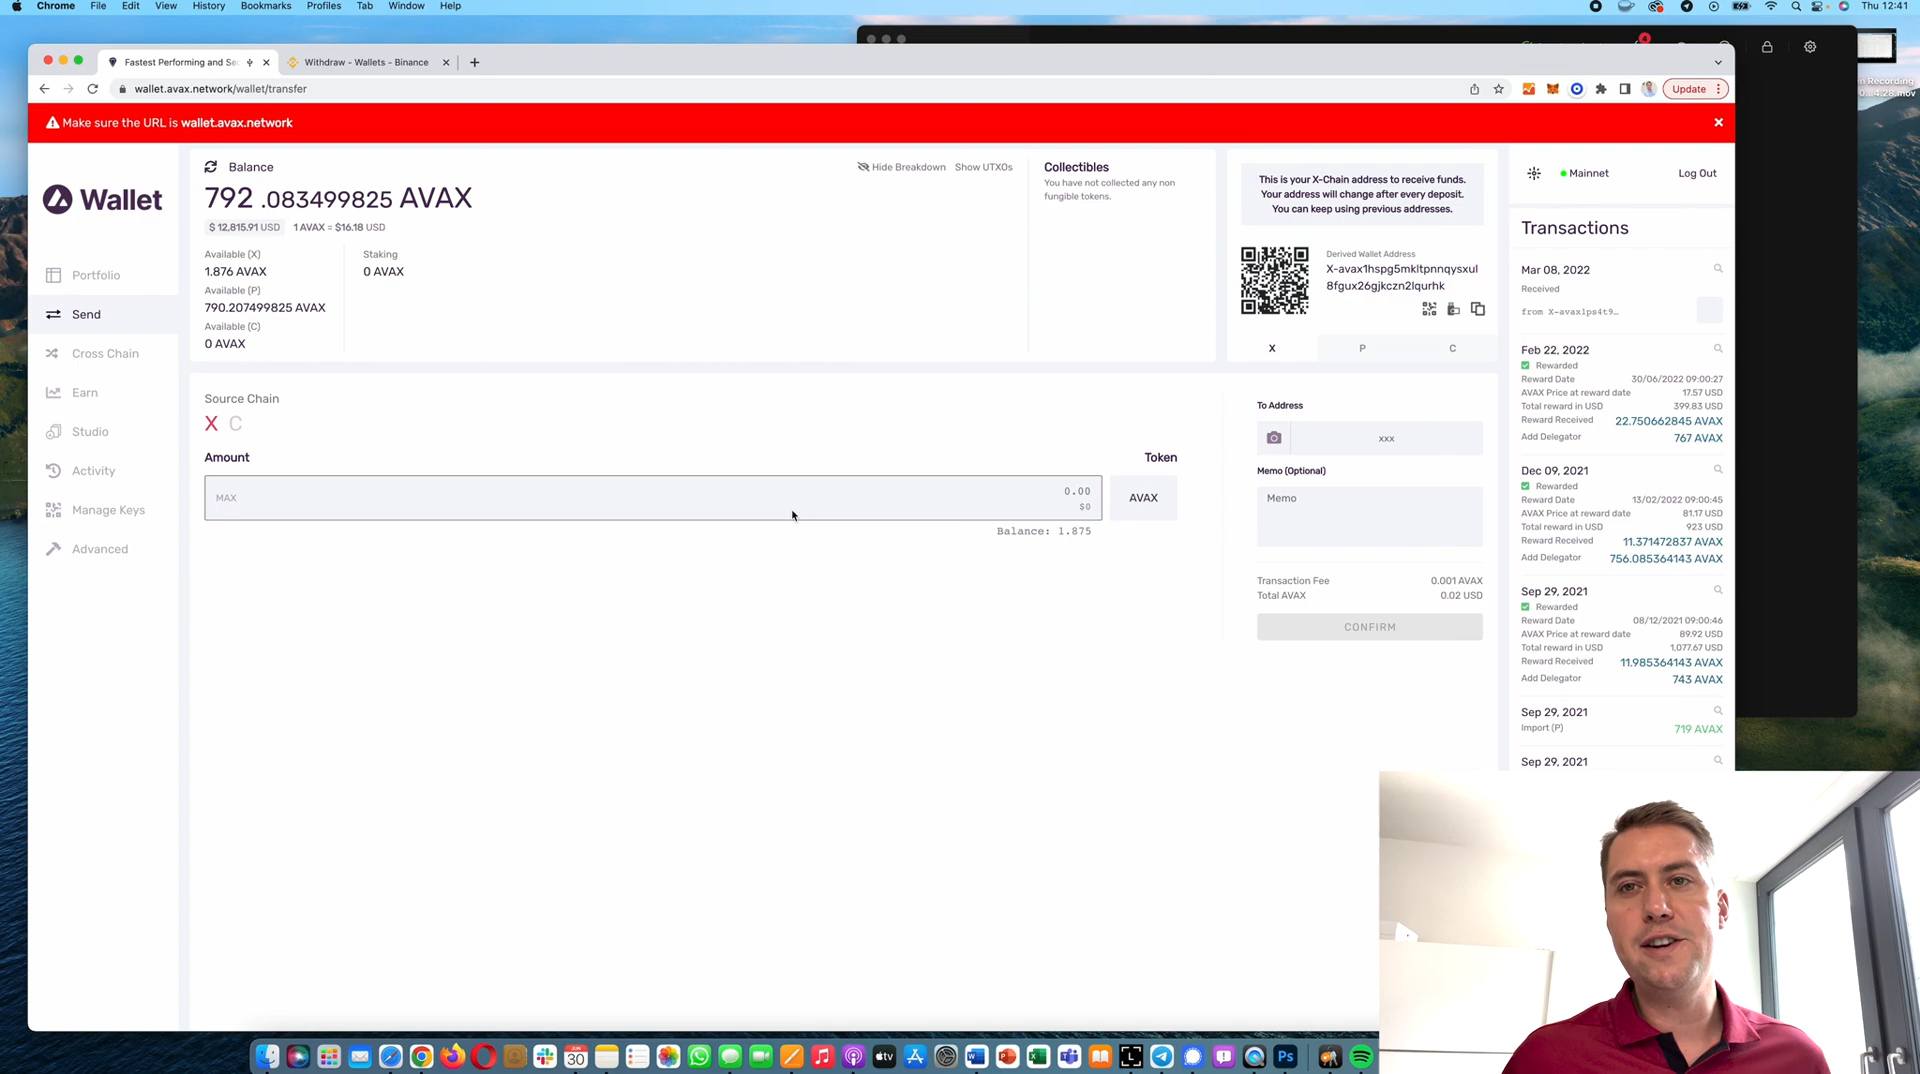 Chrome File Edit View History Bookmarks Profiles Tab Window Help
Thu 12:41
Fastest Performing and Se
Withdraw - Wallets - Binance
wallet.avax.network/wallet/transfer
Update
Make sure the URL is wallet.avax.network
Wallet
Portfolio
Send
Cross Chain
Earn
Studio
Activity
Manage Keys
Advanced
Balance
Hide Breakdown Show UTXOs
792 .083499825 AVAX
$ 12,815.91 USD 1 AVAX = $16.18 USD
Available (X)
1.876 AVAX
Available (P)
790.207499825 AVAX
Available (C)
0 AVAX
Staking
0 AVAX
Collectibles
You have not collected any non
fungible tokens.
This is your X-Chain address to receive funds.
Your address will change after every deposit.
You can keep using previous addresses.
Derived Wallet Address
X-avax1hspg5mkltpnnqysxul
8fgux26gjkczn2lqurhk
X P C
Source Chain
X C
Amount
Token
MAX
0.00
$0
AVAX
Balance: 1.875
To Address
xxx
Memo (Optional)
Memo
Transaction Fee 0.001 AVAX
Total AVAX 0.02 USD
CONFIRM
Mainnet
Log Out
Transactions
Mar 08, 2022
Received
from X-avax1ps4t9…
Feb 22, 2022
Rewarded
Reward Date 30/06/2022 09:00:27
AVAX Price at reward date 17.57 USD
Total reward in USD 399.83 USD
Reward Received 22.750662845 AVAX
Add Delegator 767 AVAX
Dec 09, 2021
Rewarded
Reward Date 13/02/2022 09:00:45
AVAX Price at reward date 81.17 USD
Total reward in USD 923 USD
Reward Received 11.371472837 AVAX
Add Delegator 756.085364143 AVAX
Sep 29, 2021
Rewarded
Reward Date 08/12/2021 09:00:46
AVAX Price at reward date 89.92 USD
Total reward in USD 1,077.67 USD
Reward Received 11.985364143 AVAX
Add Delegator 743 AVAX
Sep 29, 2021
Import (P) 719 AVAX
Sep 29, 2021
4
Recording
4.28.mov
JUN
30
tv
Ps